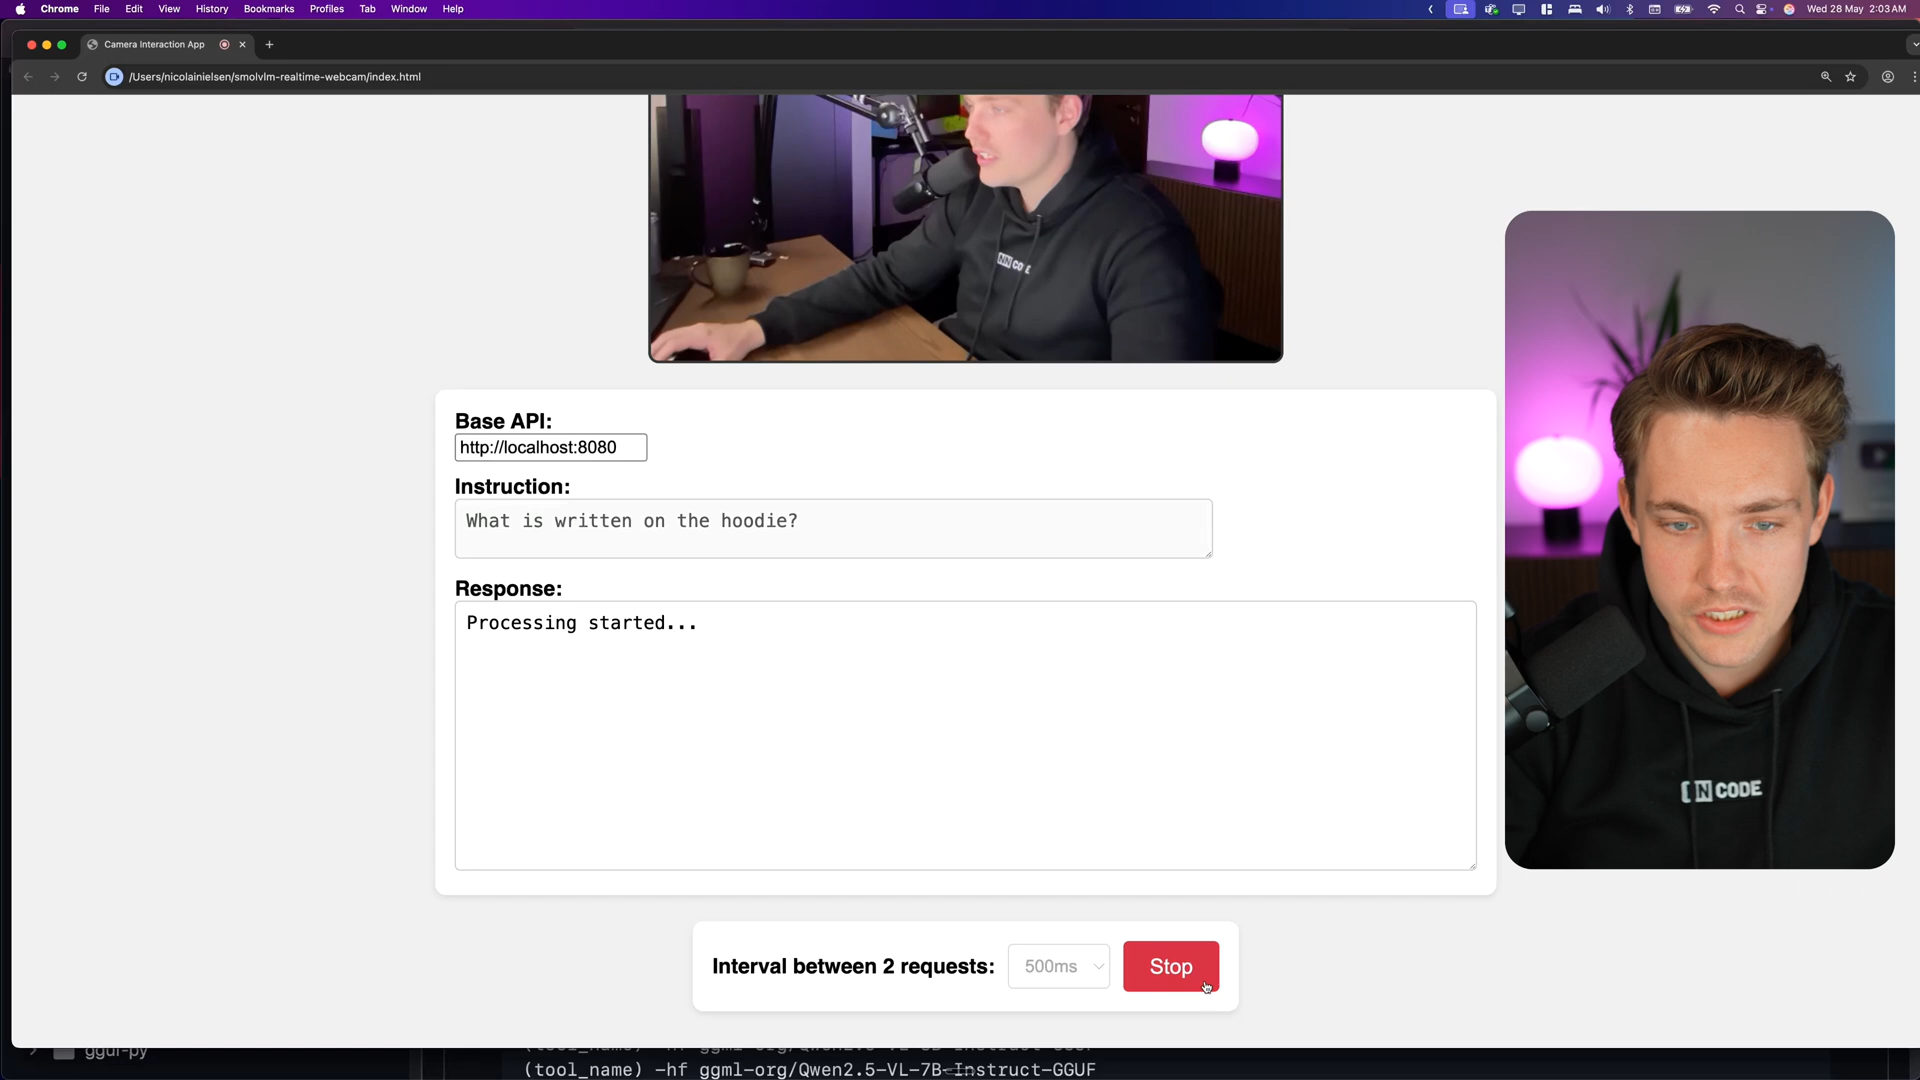 Chrome File Edit View History Bookmarks Profiles Tab Window Help
Wed 28 May 2:03 AM
Camera Interaction App
/Users/nicolainielsen/smolvlm-realtime-webcam/index.html
NN CO
Base API:
http://localhost:8080
Instruction:
What is written on the hoodie?
Response:
Processing started...
N CODE
Interval between 2 requests: 500ms Stop
ggul-py
(tool_name) -hf ggml-org/Qwen2.5-VL-7B-Instruct-GGUF